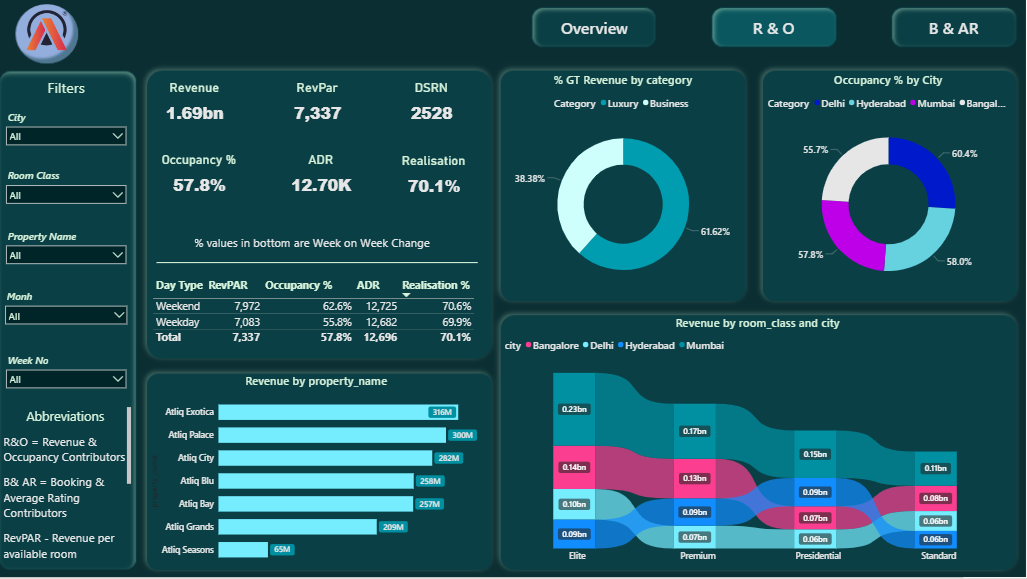 Overview
R & O
B & AR
Filters
City
All
Room Class
All
Property Name
All
Monh
All
Week No
All
Abbreviations
R&O = Revenue &
Occupancy Contributors
B& AR = Booking &
Average Rating
Contributors
RevPAR - Revenue per
available room
Revenue RevPar DSRN
1.69bn 7,337 2528
Occupancy % ADR Realisation
57.8% 12.70K 70.1%
% values in bottom are Week on Week Change
Day Type RevPAR Occupancy % ADR Realisation %
Weekend 7,972 62.6% 12,725 70.6%
Weekday 7,083 55.8% 12,682 69.9%
Total 7,337 57.8% 12,696 70.1%
Revenue by property_name
Atliq Exotica 316M
Atliq Palace 300M
Atliq City 282M
Atliq Blu 258M
Atliq Bay 257M
Atliq Grands 209M
Atliq Seasons 65M
% GT Revenue by category
Category Luxury Business
38.38%
61.62%
Occupancy % by City
Category Delhi Hyderabad Mumbai Bangal...
55.7% 60.4%
57.8% 58.0%
Revenue by room_class and city
city Bangalore Delhi Hyderabad Mumbai
0.23bn 0.17bn 0.15bn 0.11bn
0.14bn 0.13bn 0.09bn 0.08bn
0.10bn 0.09bn 0.07bn 0.06bn
0.09bn 0.07bn 0.06bn 0.06bn
Elite Premium Presidential Standard